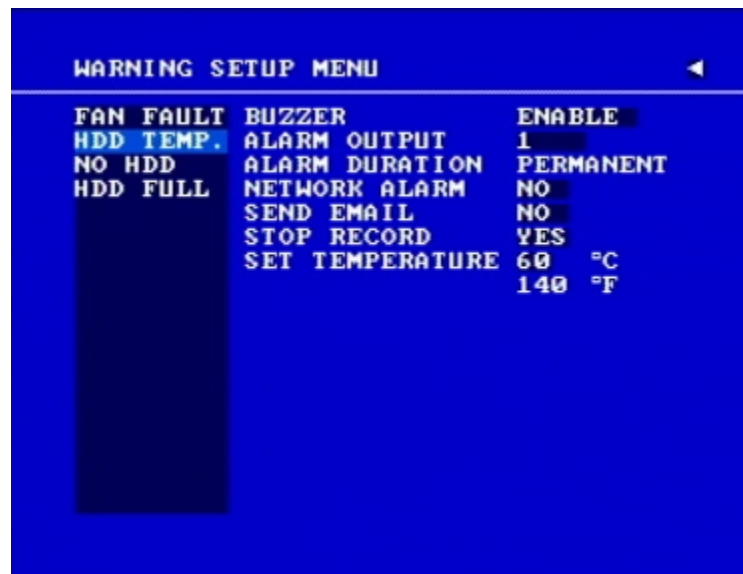 WARNING SETUP MENU
FAN FAULT BUZZER ENABLE
HDD TEMP. ALARM OUTPUT 1
NO HDD ALARM DURATION PERMANENT
HDD FULL NETWORK ALARM NO
SEND EMAIL NO
STOP RECORD YES
SET TEMPERATURE 60 °C
140 °F